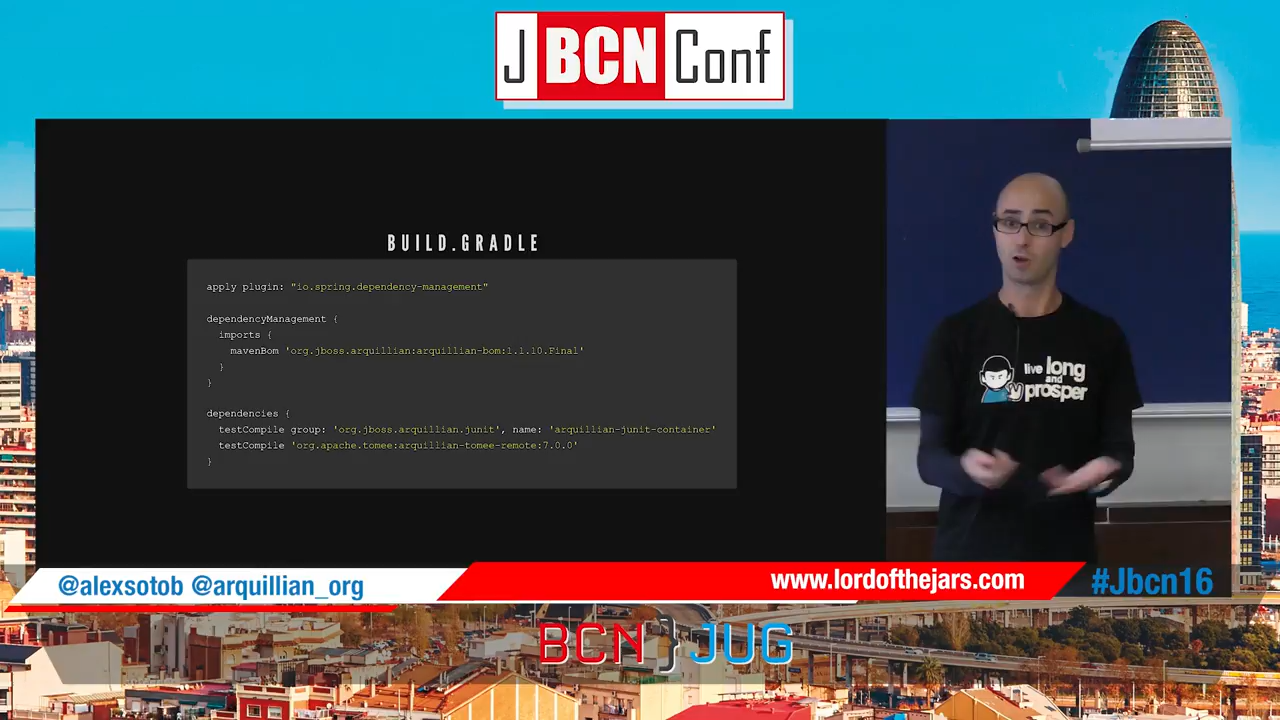 J BCN Conf
BUILD.GRADLE
apply plugin: "io.spring.dependency-management"
dependencyManagement {
imports {
mavenBom 'org.jboss.arquillian:arquillian-bom:1.1.10.Final'
}
}
dependencies {
testCompile group: 'org.jboss.arquillian.junit', name: 'arquillian-junit-container'
testCompile 'org.apache.tomee:arquillian-tomee-remote:7.0.0'
}
live long
and
prosper
@alexsotob @arquillian_org
www.lordofthejars.com
#Jbcn16
BCN}JUG